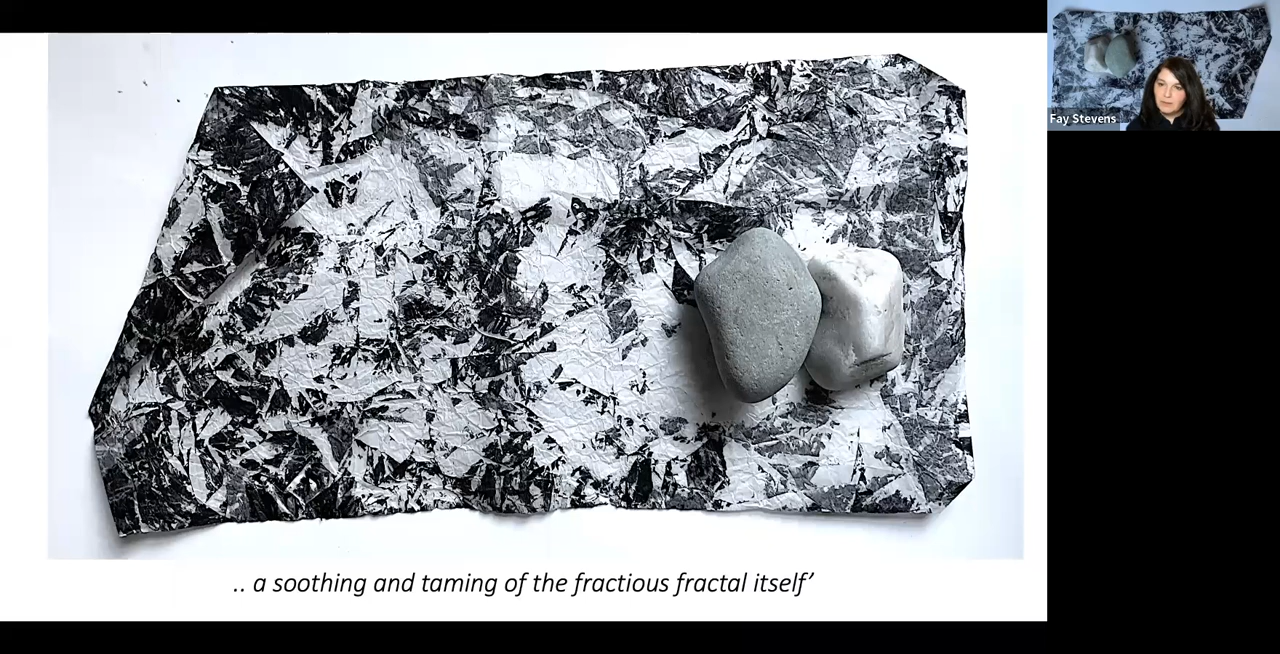 Fay Stevens
.. a soothing and taming of the fractious fractal itself’